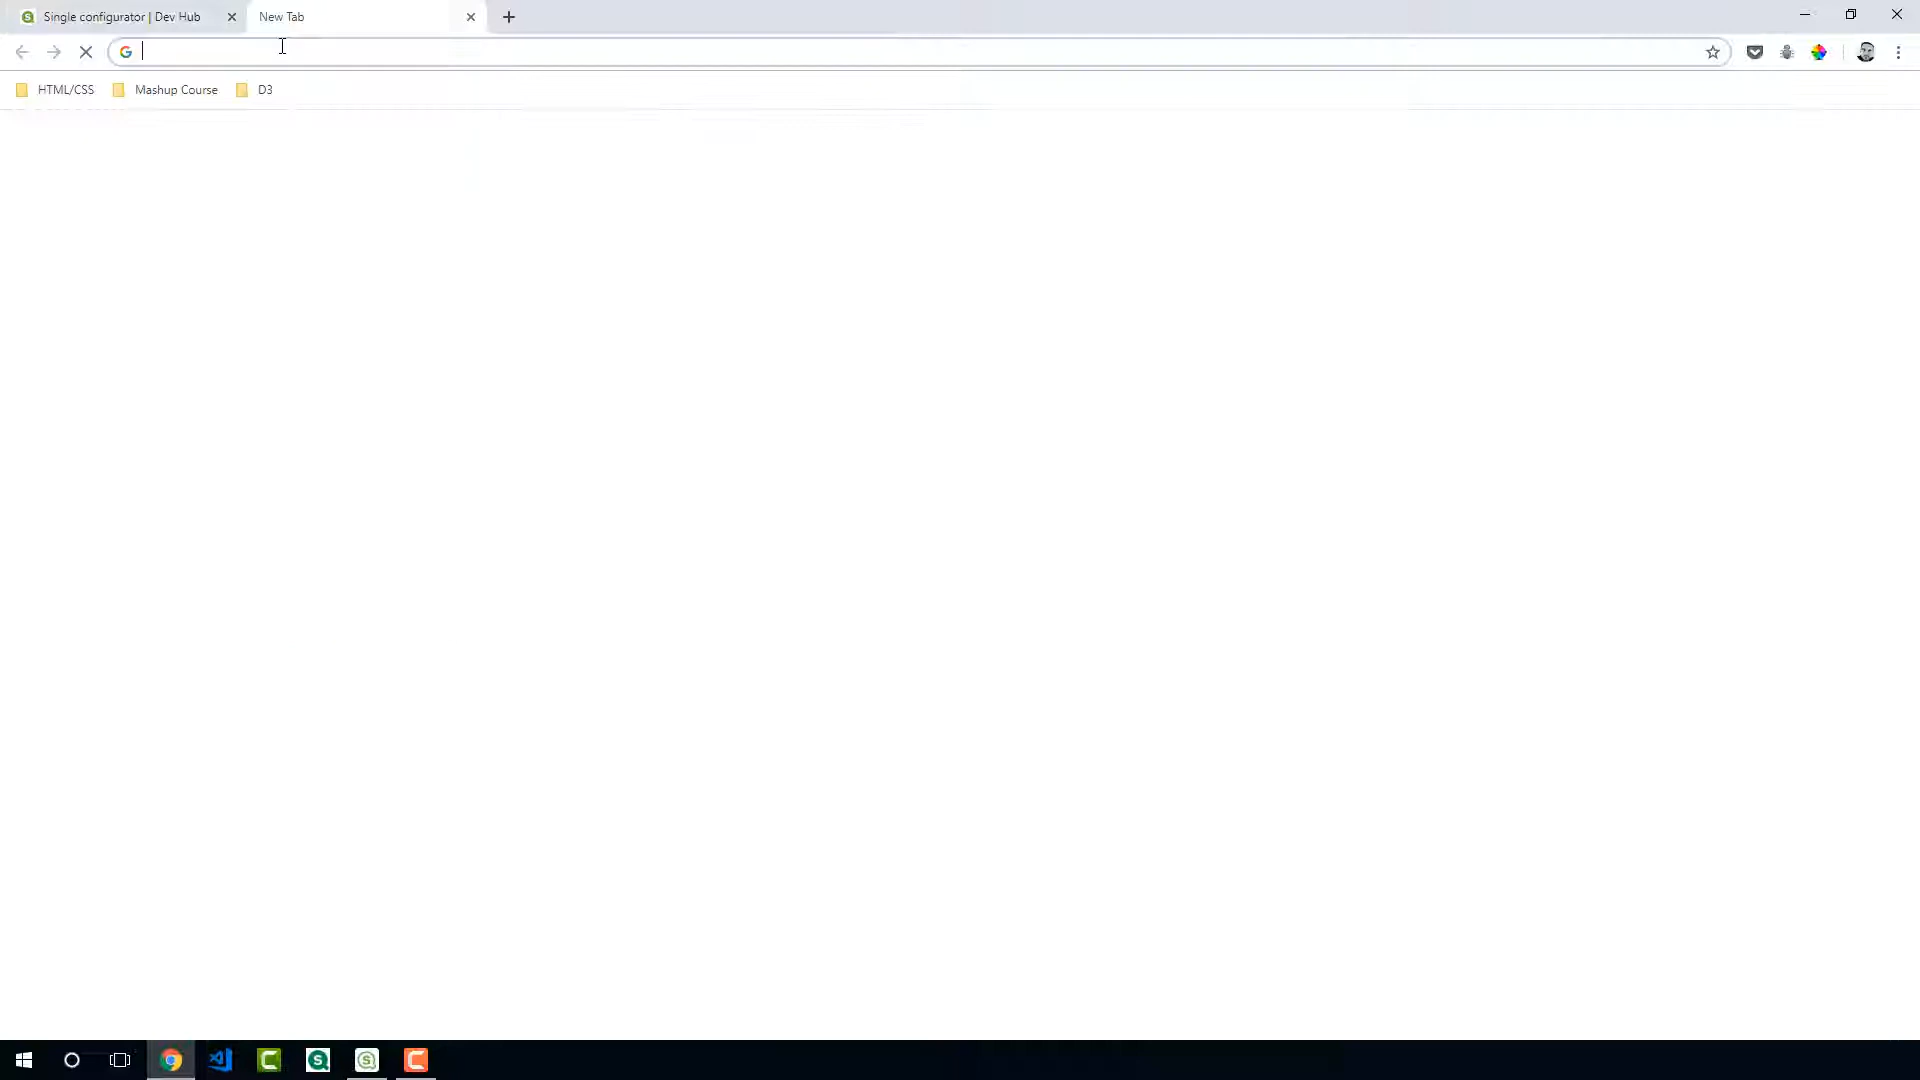 Single configurator | Dev Hub
New Tab
HTML/CSS
Mashup Course
D3